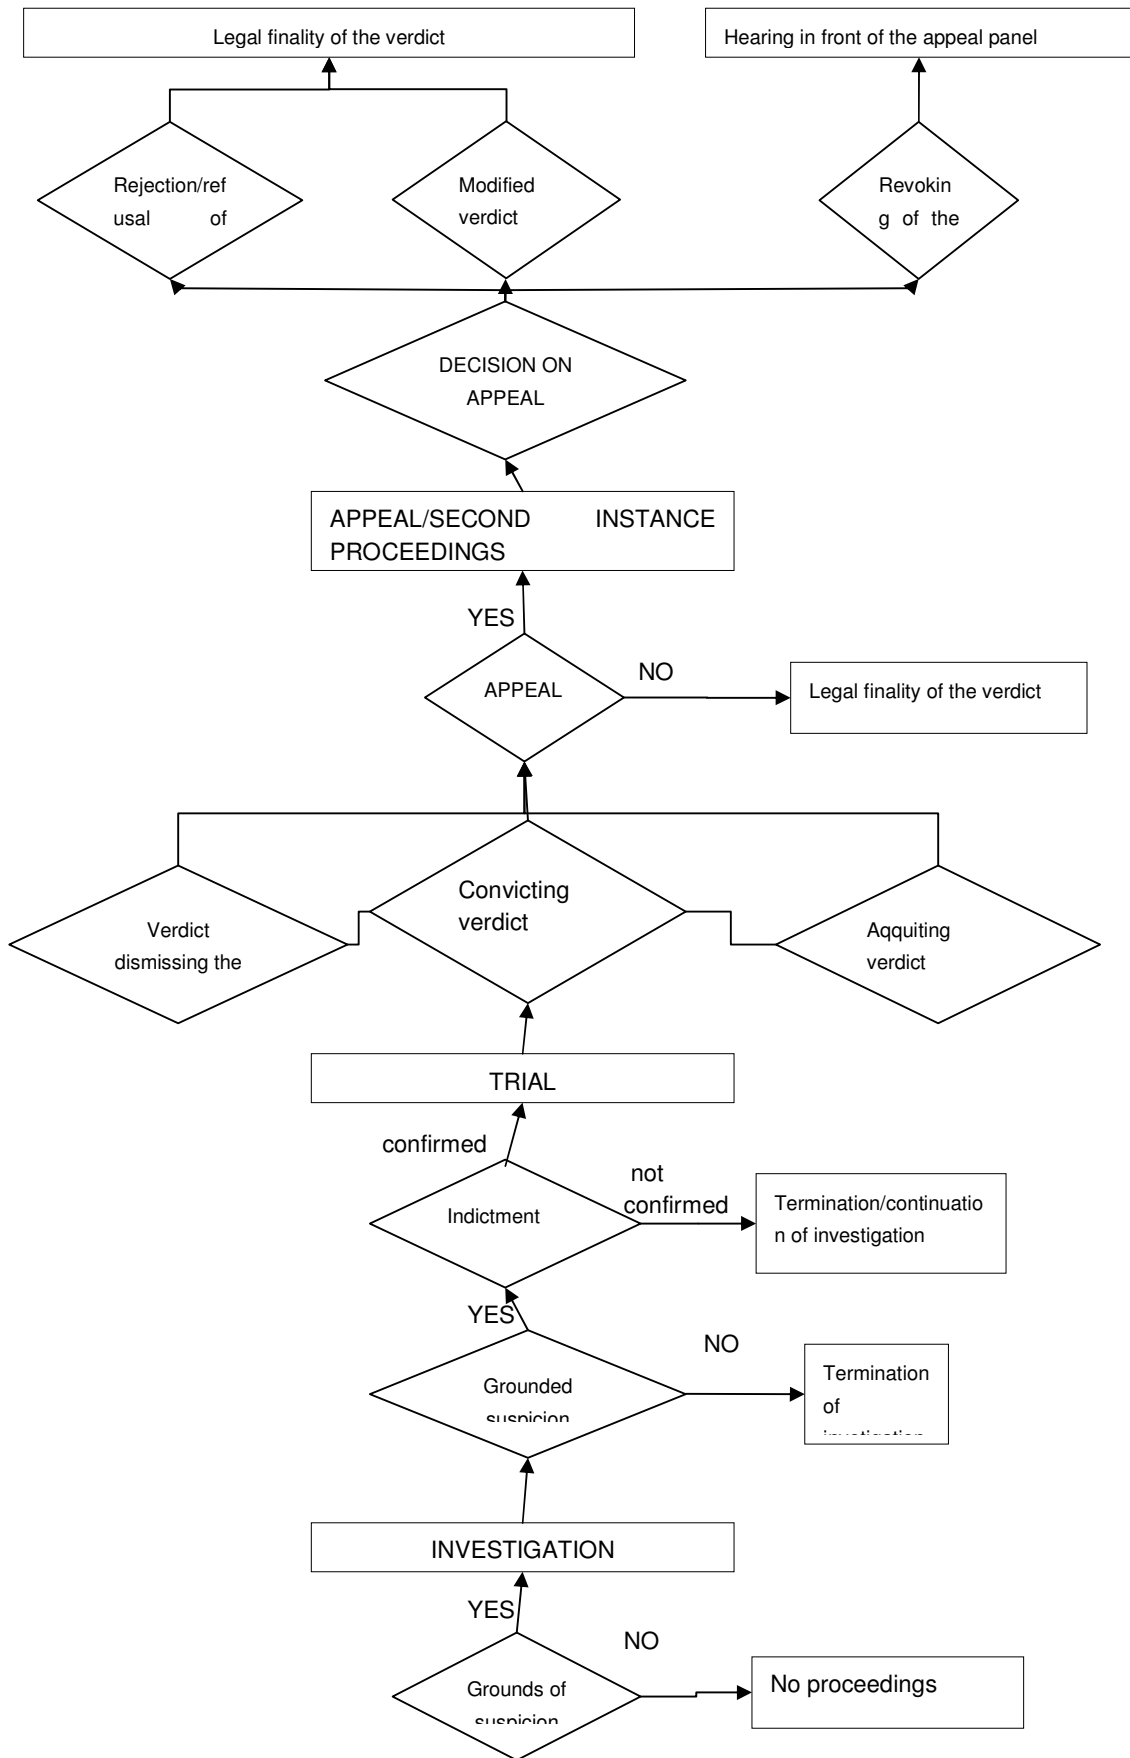 Legal finality of the verdict
Hearing in front of the appeal panel
Rejection/ref
usal of
Modified
verdict
Revokin
g of the
DECISION ON
APPEAL
APPEAL/SECOND INSTANCE
PROCEEDINGS
YES
NO
APPEAL
Legal finality of the verdict
Convicting
verdict
Verdict
dismissing the
Aqquiting
verdict
TRIAL
confirmed
not
confirmed
Indictment
Termination/continuatio
n of investigation
YES
NO
Grounded
suspicion
Termination
of
investigation
INVESTIGATION
YES
NO
Grounds of
suspicion
No proceedings